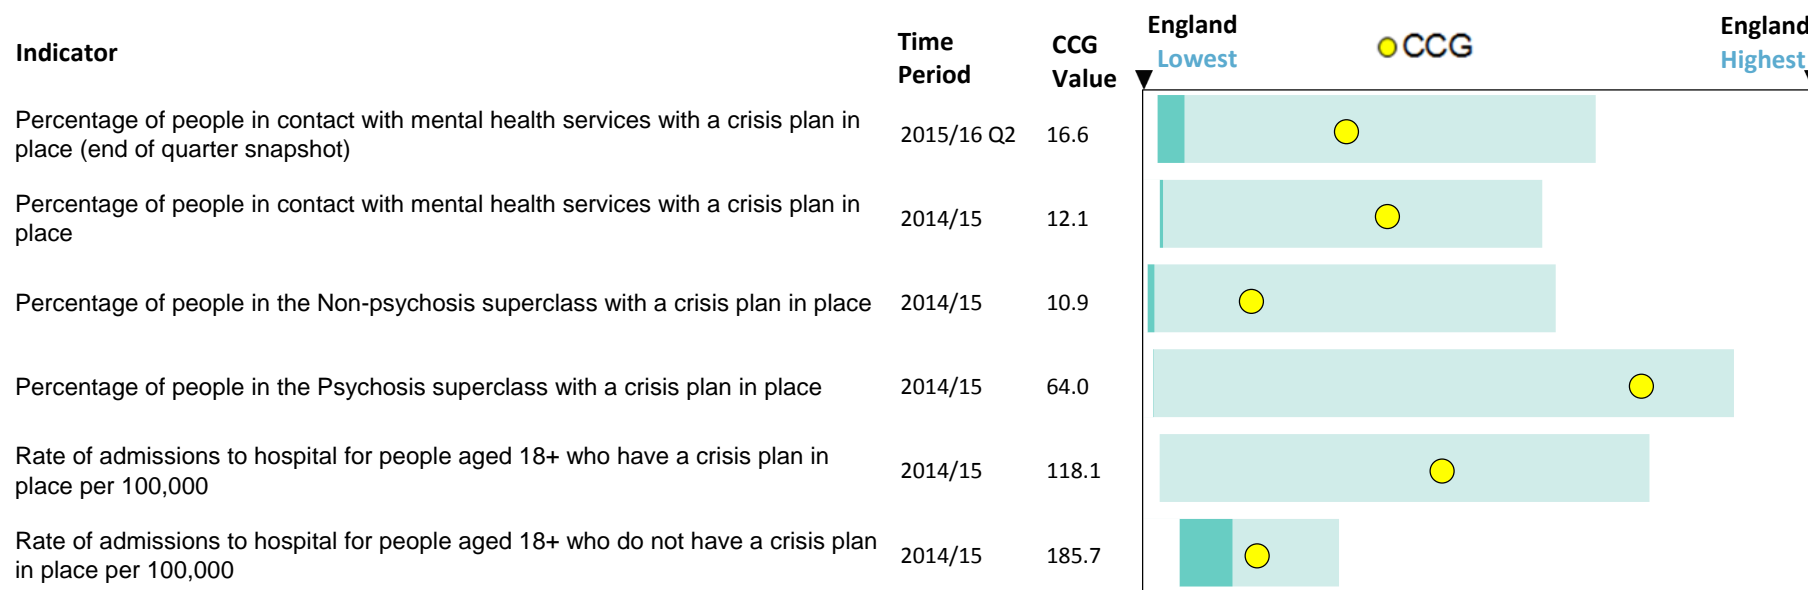 Indicator
Time Period
CCG Value
England Lowest
CCG
England Highest
Percentage of people in contact with mental health services with a crisis plan in
place (end of quarter snapshot)
2015/16 Q2
16.6
Percentage of people in contact with mental health services with a crisis plan in
place
2014/15
12.1
Percentage of people in the Non-psychosis superclass with a crisis plan in place
2014/15
10.9
Percentage of people in the Psychosis superclass with a crisis plan in place
2014/15
64.0
Rate of admissions to hospital for people aged 18+ who have a crisis plan in
place per 100,000
2014/15
118.1
Rate of admissions to hospital for people aged 18+ who do not have a crisis plan
in place per 100,000
2014/15
185.7